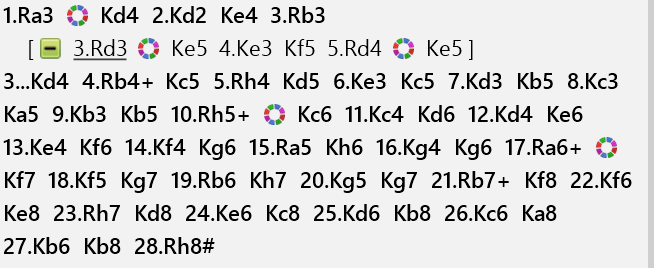 1.Ra3 Kd4 2.Kd2 Ke4 3.Rb3
[ 3.Rd3 Ke5 4.Ke3 Kf5 5.Rd4 Ke5 ]
3...Kd4 4.Rb4+ Kc5 5.Rh4 Kd5 6.Ke3 Kc5 7.Kd3 Kb5 8.Kc3
Ka5 9.Kb3 Kb5 10.Rh5+ Kc6 11.Kc4 Kd6 12.Kd4 Ke6
13.Ke4 Kf6 14.Kf4 Kg6 15.Ra5 Kh6 16.Kg4 Kg6 17.Ra6+
Kf7 18.Kf5 Kg7 19.Rb6 Kh7 20.Kg5 Kg7 21.Rb7+ Kf8 22.Kf6
Ke8 23.Rh7 Kd8 24.Ke6 Kc8 25.Kd6 Kb8 26.Kc6 Ka8
27.Kb6 Kb8 28.Rh8#